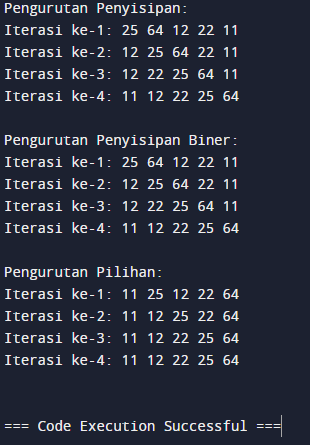 Pengurutan Penyisipan:
Iterasi ke-1: 25 64 12 22 11
Iterasi ke-2: 12 25 64 22 11
Iterasi ke-3: 12 22 25 64 11
Iterasi ke-4: 11 12 22 25 64
Pengurutan Penyisipan Biner:
Iterasi ke-1: 25 64 12 22 11
Iterasi ke-2: 12 25 64 22 11
Iterasi ke-3: 12 22 25 64 11
Iterasi ke-4: 11 12 22 25 64
Pengurutan Pilihan:
Iterasi ke-1: 11 25 12 22 64
Iterasi ke-2: 11 12 25 22 64
Iterasi ke-3: 11 12 22 25 64
Iterasi ke-4: 11 12 22 25 64
=== Code Execution Successful ===